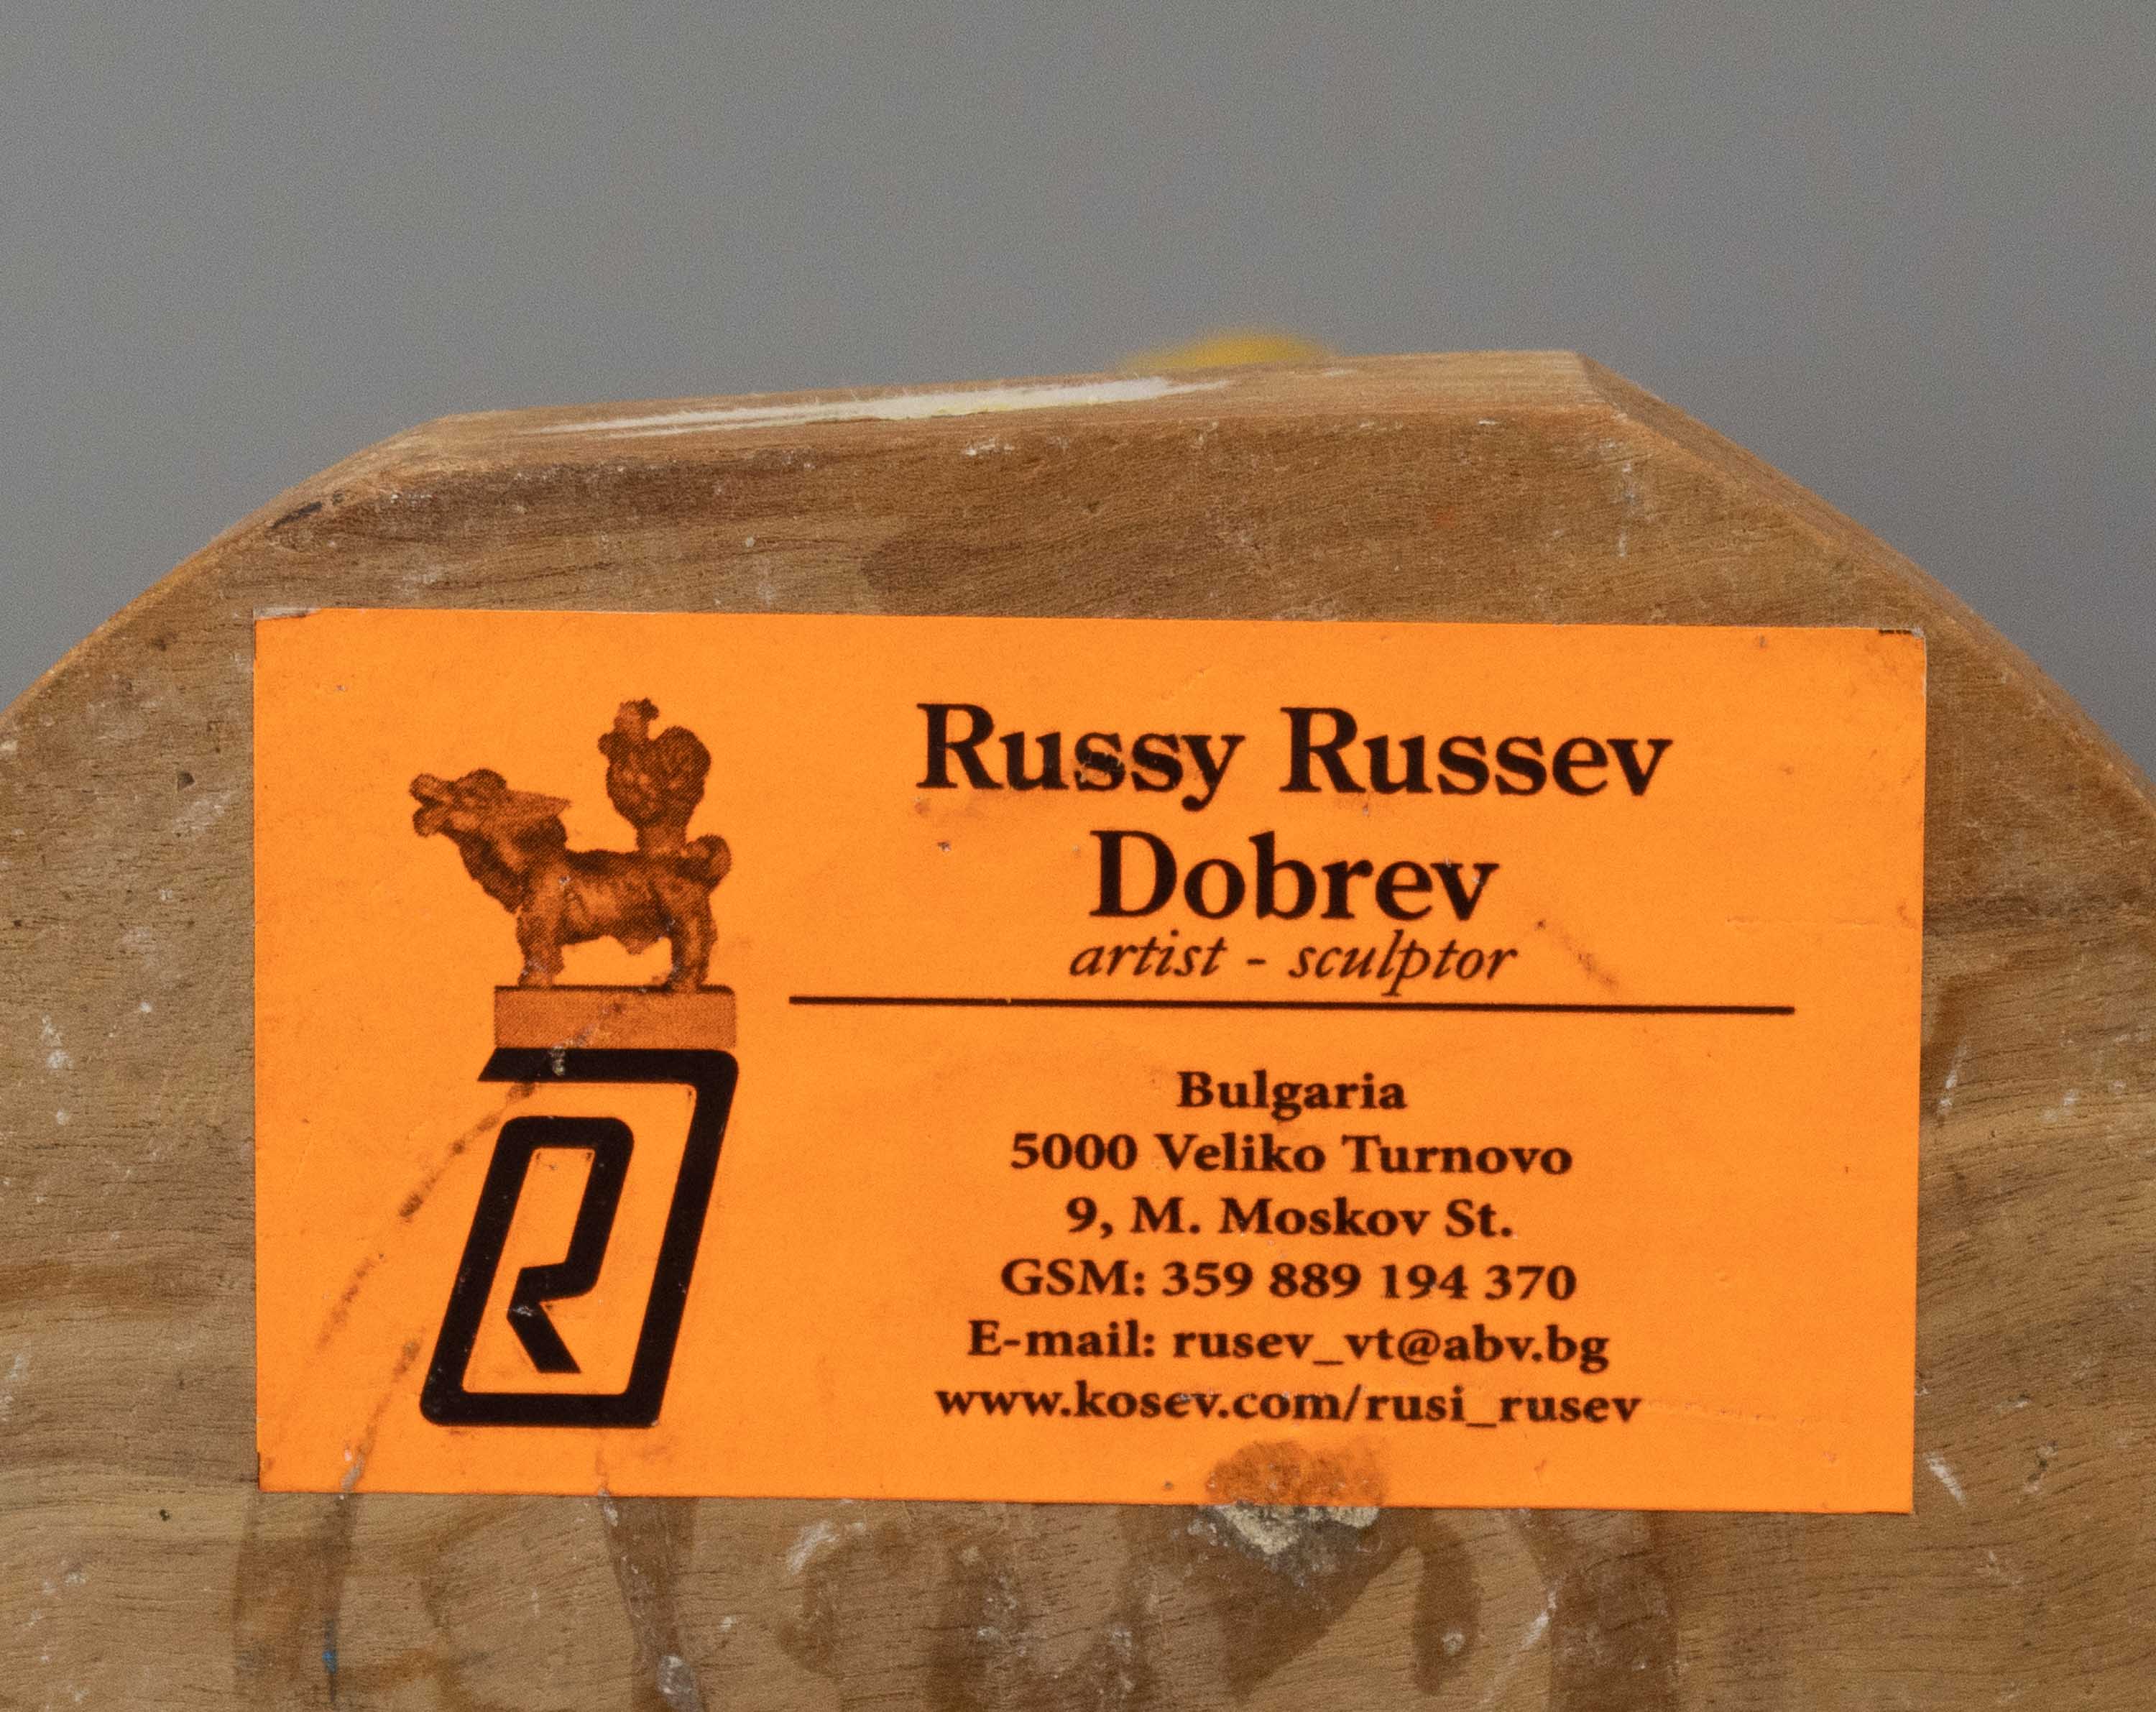 Russy Russev
Dobrev
artist - sculptor
R
Bulgaria
5000 Veliko Turnovo
9, M. Moskov St.
GSM: 359 889 194 370
E-mail: rusev_vt@abv.bg
www.kosev.com/rusi_rusev